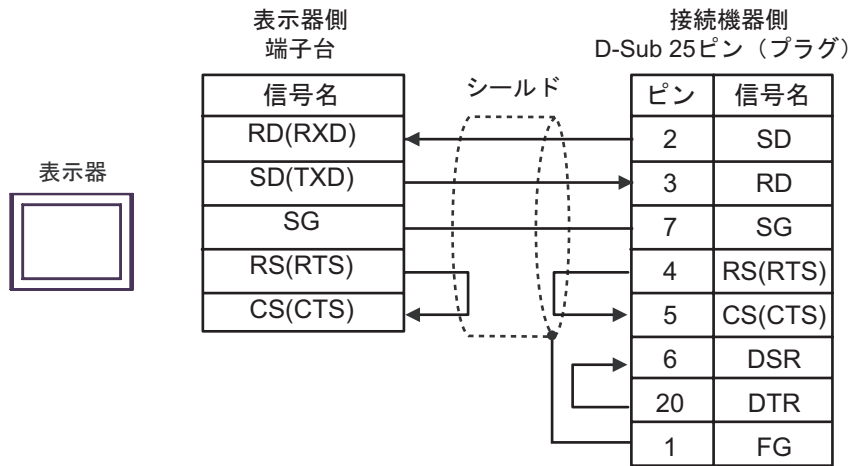 表示器側
端子台
接続機器側
D-Sub 25ピン（プラグ）
表示器
シールド
信号名
RD(RXD)
SD(TXD)
SG
RS(RTS)
CS(CTS)
ピン 信号名
2 SD
3 RD
7 SG
4 RS(RTS)
5 CS(CTS)
6 DSR
20 DTR
1 FG